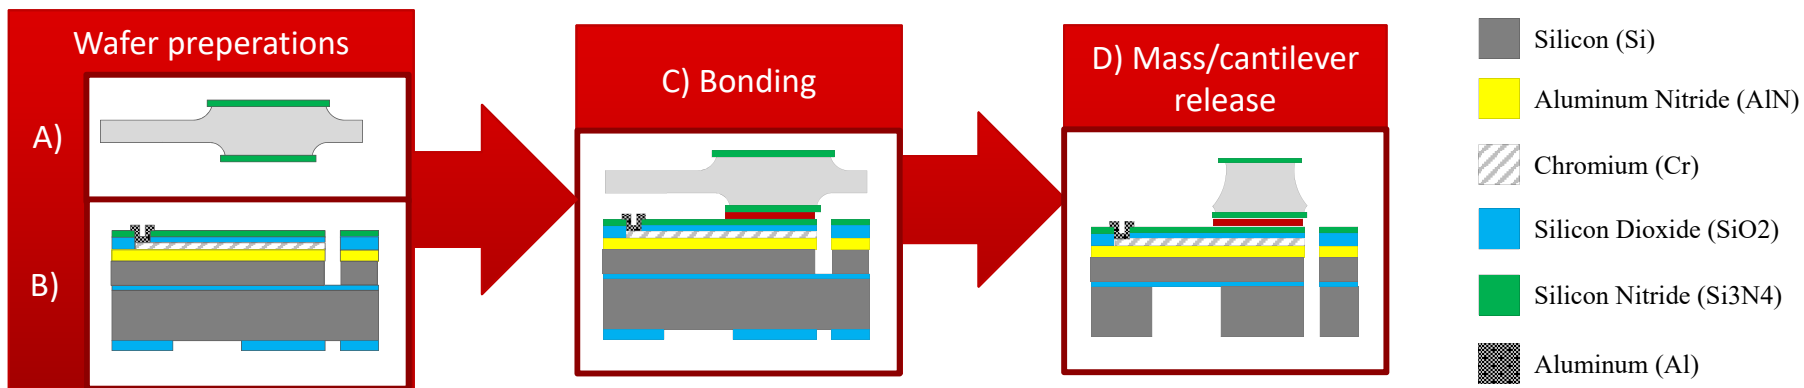 Wafer preperations
A)
B)
C) Bonding
D) Mass/cantilever
release
Silicon (Si)
Aluminum Nitride (AlN)
Chromium (Cr)
Silicon Dioxide (SiO2)
Silicon Nitride (Si3N4)
Aluminum (Al)